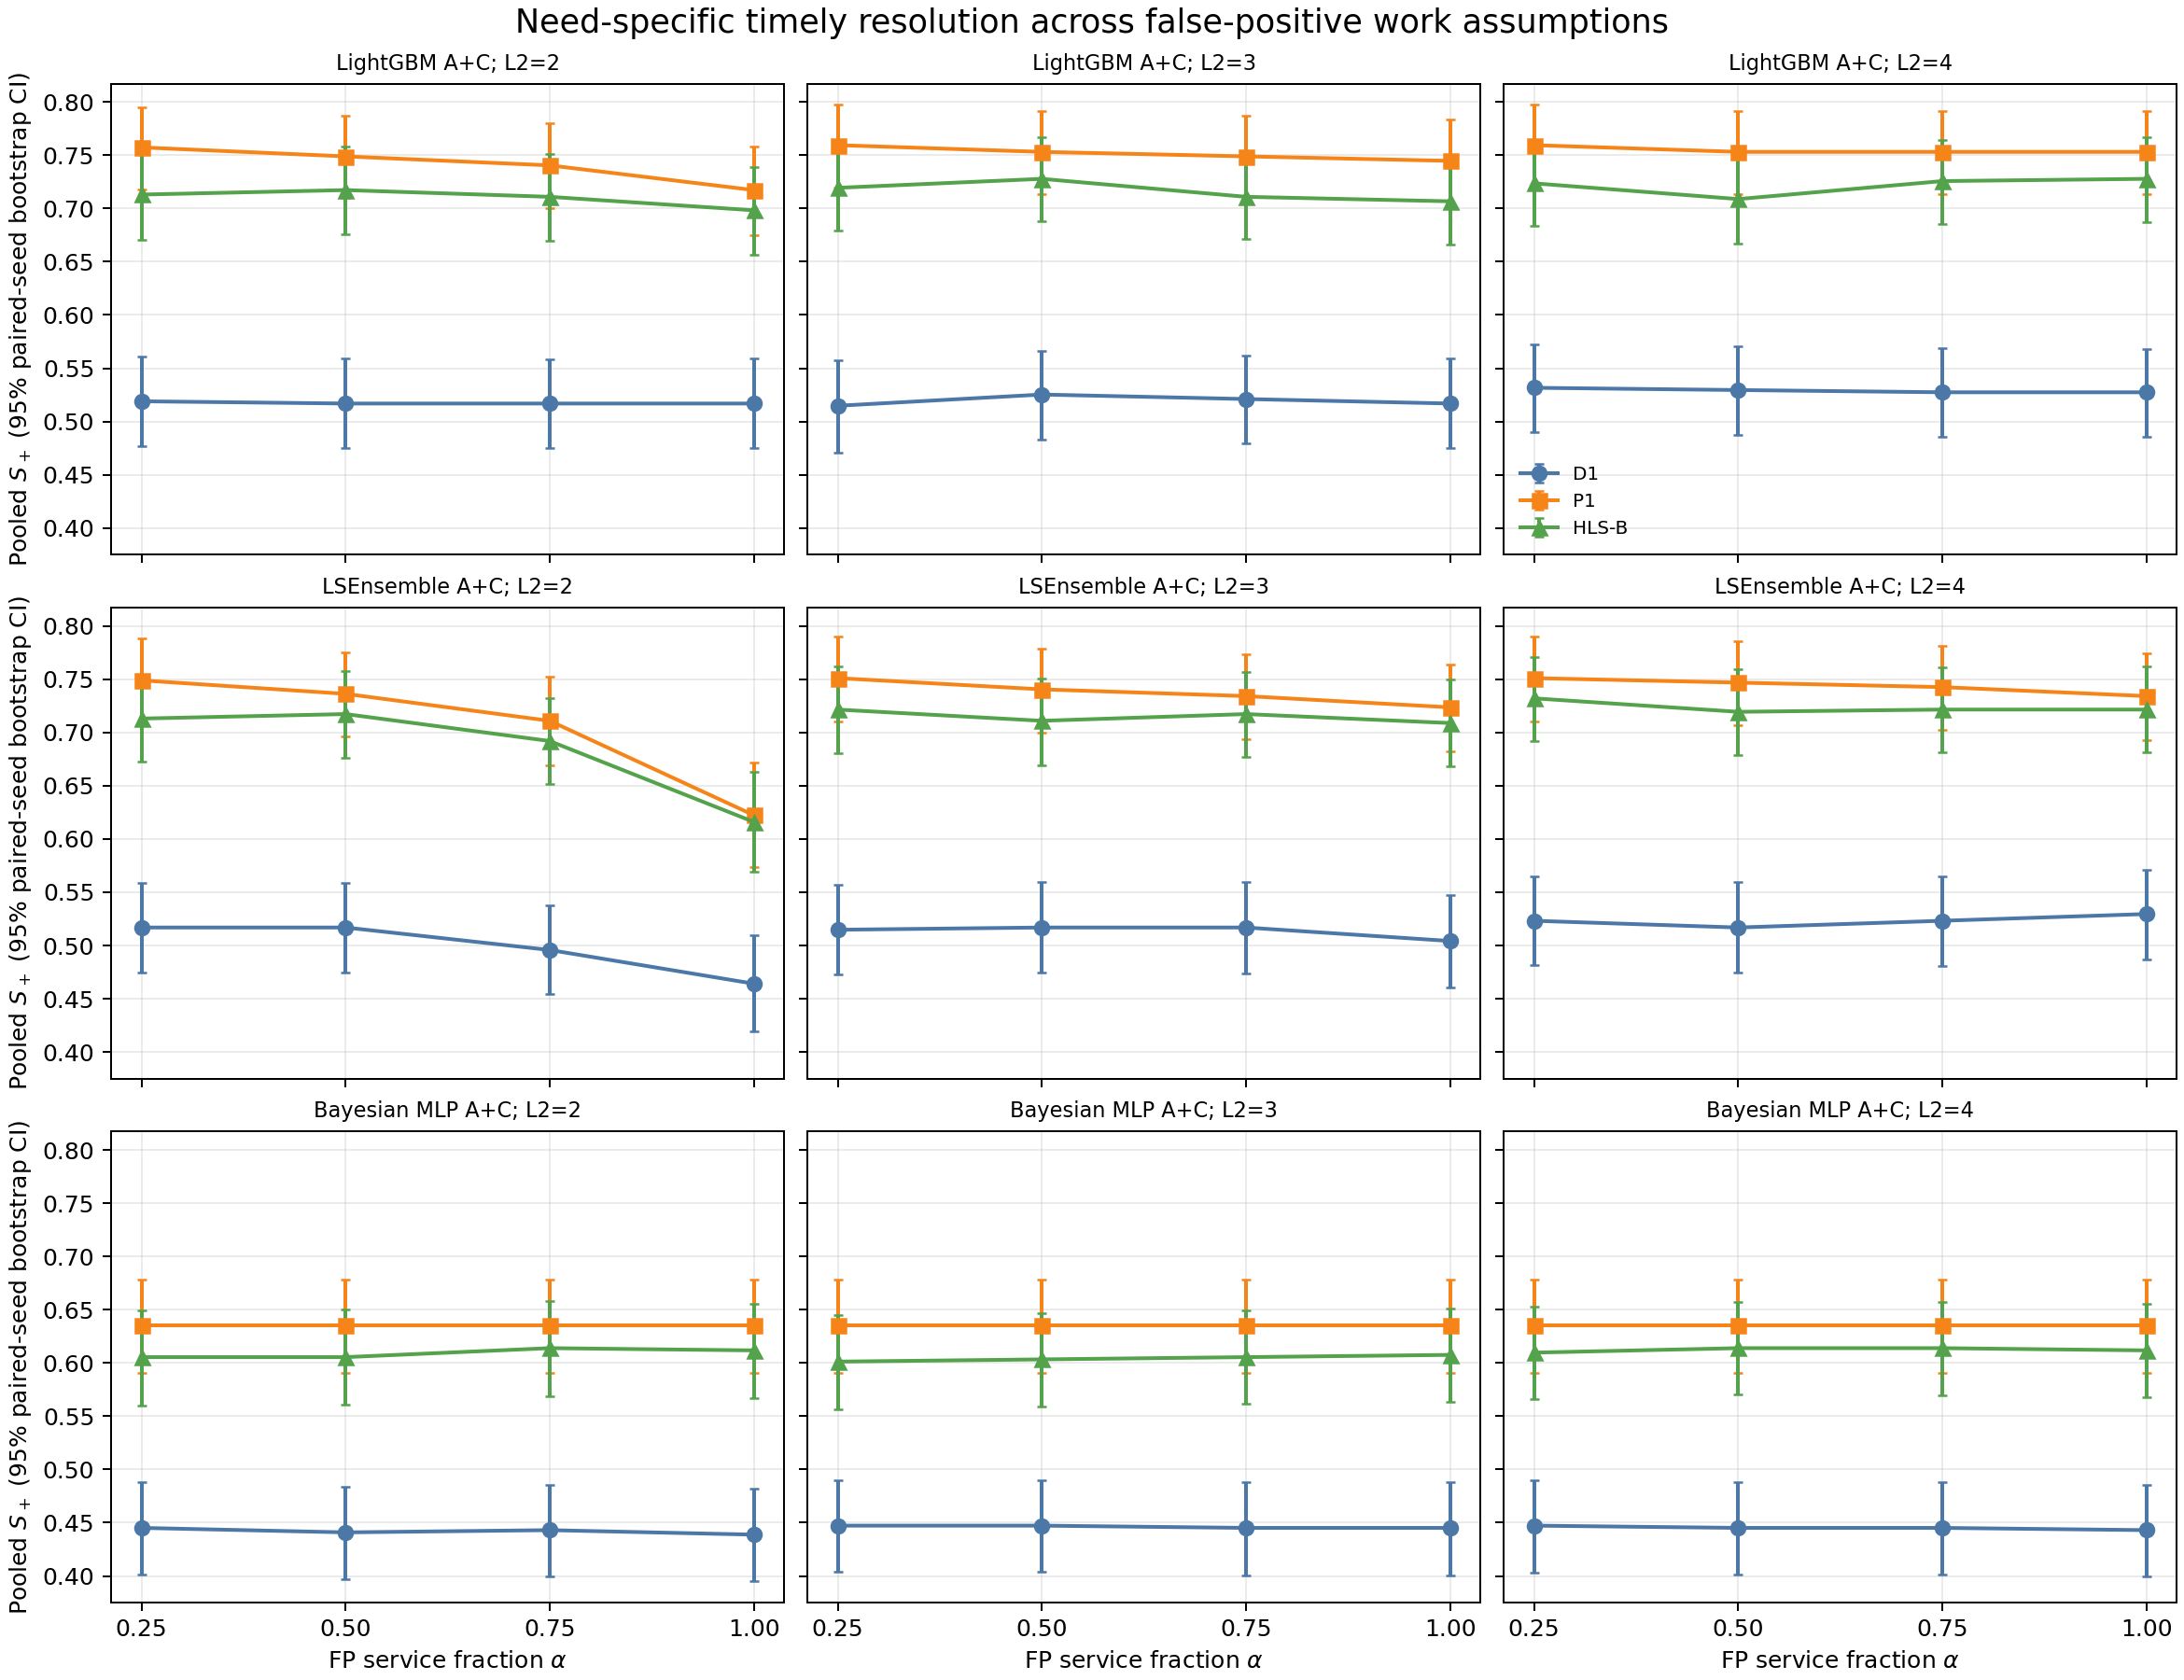 Need-specific timely resolution across false-positive work assumptions
LightGBM A+C; L2=2
LightGBM A+C; L2=3
LightGBM A+C; L2=4
Pooled S+ (95% paired-seed bootstrap CI)
0.80
0.75
0.70
0.65
0.60
0.55
0.50
0.45
0.40
D1
P1
HLS-B
LSEnsemble A+C; L2=2
LSEnsemble A+C; L2=3
LSEnsemble A+C; L2=4
Pooled S+ (95% paired-seed bootstrap CI)
0.80
0.75
0.70
0.65
0.60
0.55
0.50
0.45
0.40
Bayesian MLP A+C; L2=2
Bayesian MLP A+C; L2=3
Bayesian MLP A+C; L2=4
Pooled S+ (95% paired-seed bootstrap CI)
0.80
0.75
0.70
0.65
0.60
0.55
0.50
0.45
0.40
0.25 0.50 0.75 1.00
0.25 0.50 0.75 1.00
0.25 0.50 0.75 1.00
FP service fraction α
FP service fraction α
FP service fraction α